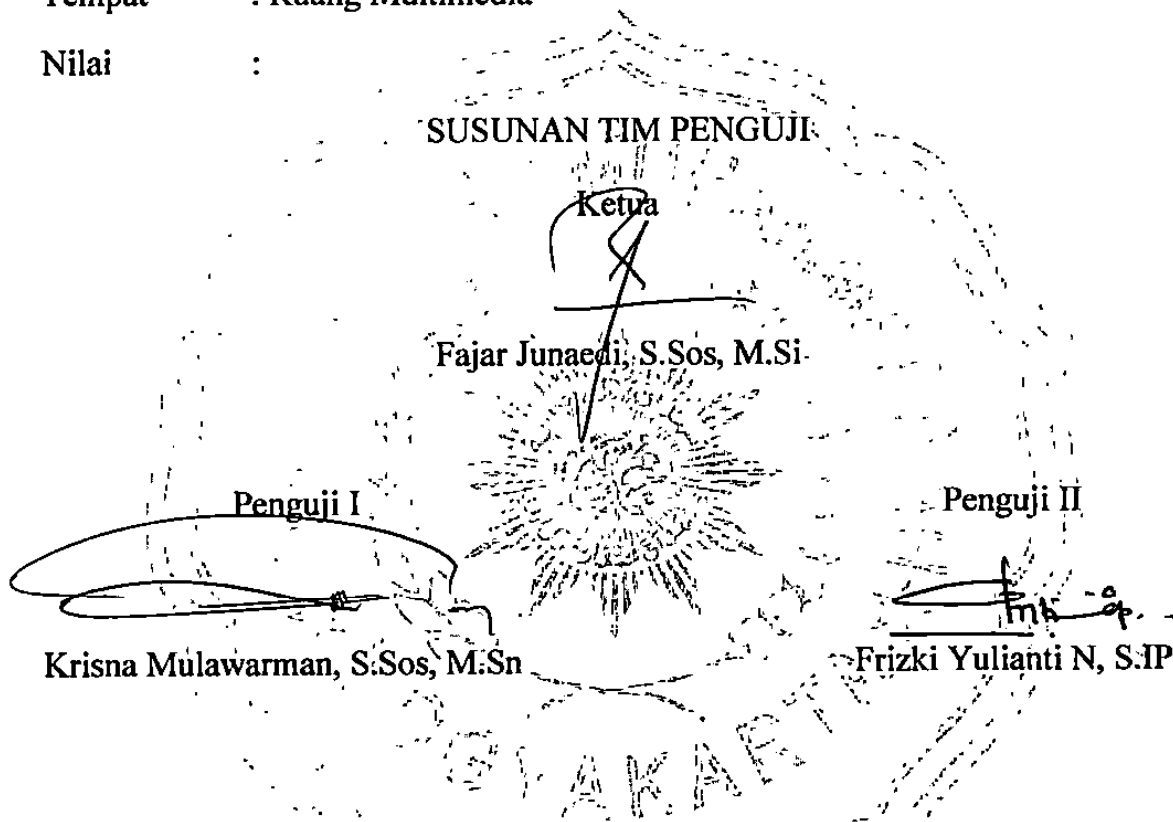 Tempat : Ruang Multimedia
Nilai :
SUSUNAN TIM PENGUJI
Ketua
Fajar Junaedi, S.Sos, M.Si
Penguji I
Penguji II
Krisna Mulawarman, S.Sos, M.Sn
Frizki Yulianti N, S.IP